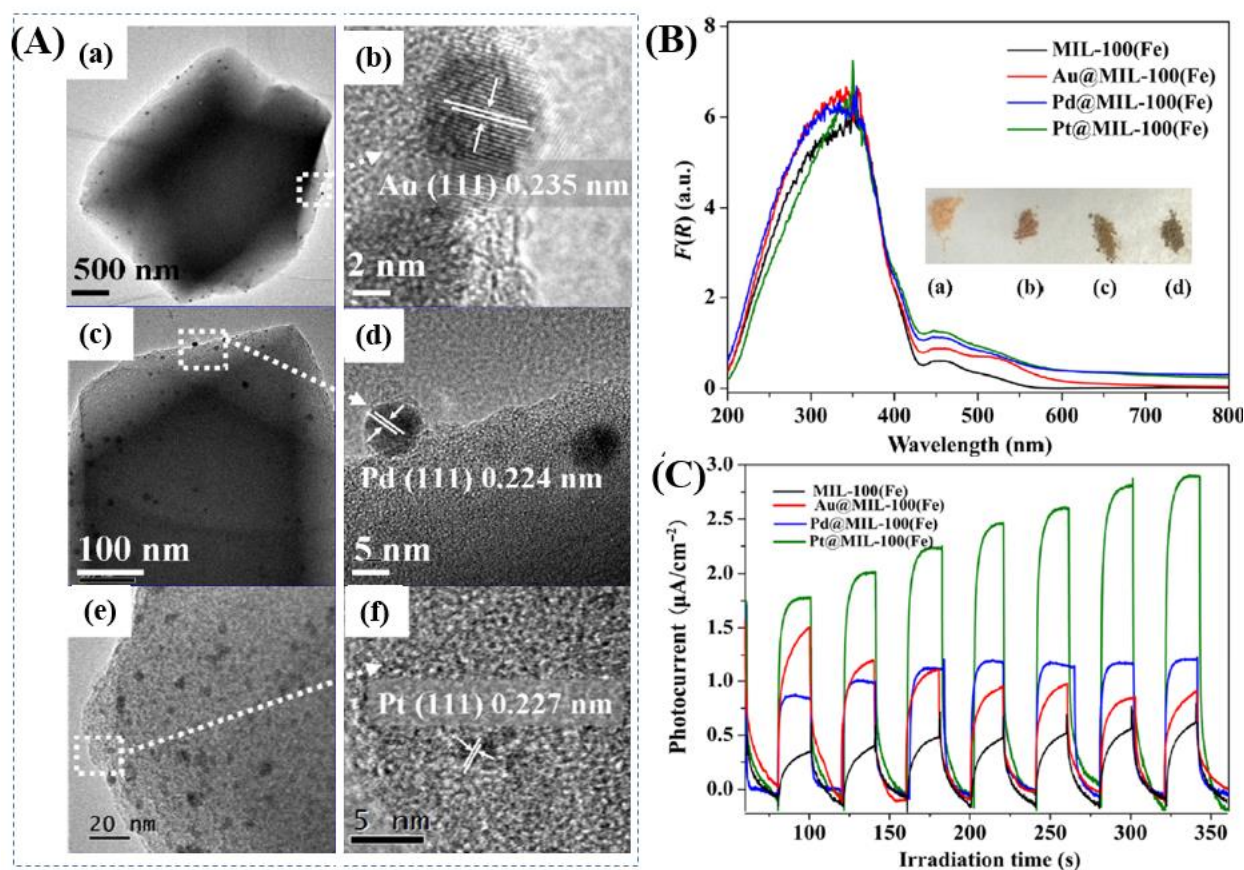 (A)
(a)
500 nm
(b)
Au (111) 0.235 nm
2 nm
(c)
100 nm
(d)
Pd (111) 0.224 nm
5 nm
(e)
20 nm
(f)
Pt (111) 0.227 nm
5 nm
(B)
MIL-100(Fe)
Au@MIL-100(Fe)
Pd@MIL-100(Fe)
Pt@MIL-100(Fe)
F(R) (a.u.)
8
6
4
2
0
(a) (b) (c) (d)
200 300 400 500 600 700 800
Wavelength (nm)
(C)
MIL-100(Fe)
Au@MIL-100(Fe)
Pd@MIL-100(Fe)
Pt@MIL-100(Fe)
Photocurrent (μA/cm⁻²)
3.0
2.5
2.0
1.5
1.0
0.5
0.0
100 150 200 250 300 350
Irradiation time (s)